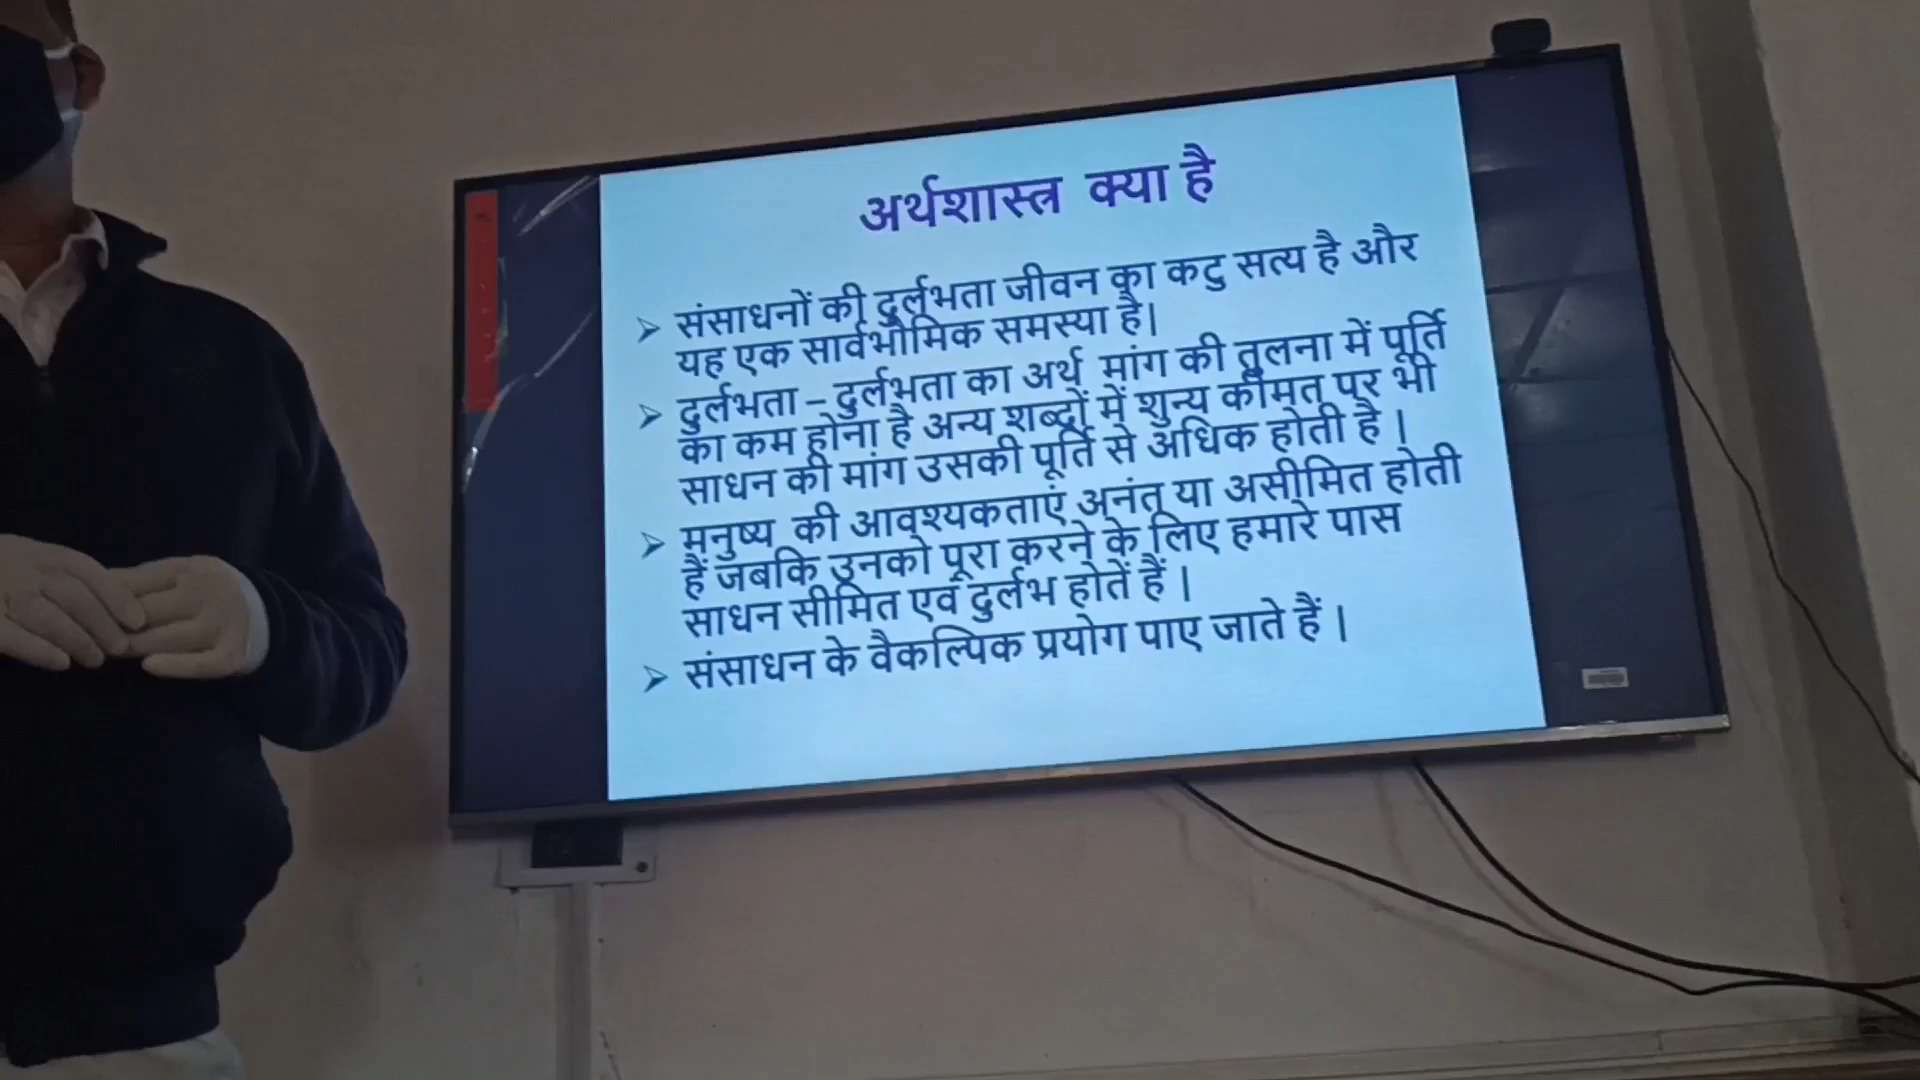 अर्थशास्त्र क्या है
संसाधनों की दुर्लभता जीवन का कटु सत्य है और
यह एक सार्वभौमिक समस्या है|
दुर्लभता – दुर्लभता का अर्थ मांग की तुलना में पूर्ति
का कम होना है अन्य शब्दों में शुन्य कीमत पर भी
साधन की मांग उसकी पूर्ति से अधिक होती है |
मनुष्य की आवश्यकताएं अनंत या असीमित होती
हैं जबकि उनको पूरा करने के लिए हमारे पास
साधन सीमित एवं दुर्लभ होतें हैं |
संसाधन के वैकल्पिक प्रयोग पाए जाते हैं |